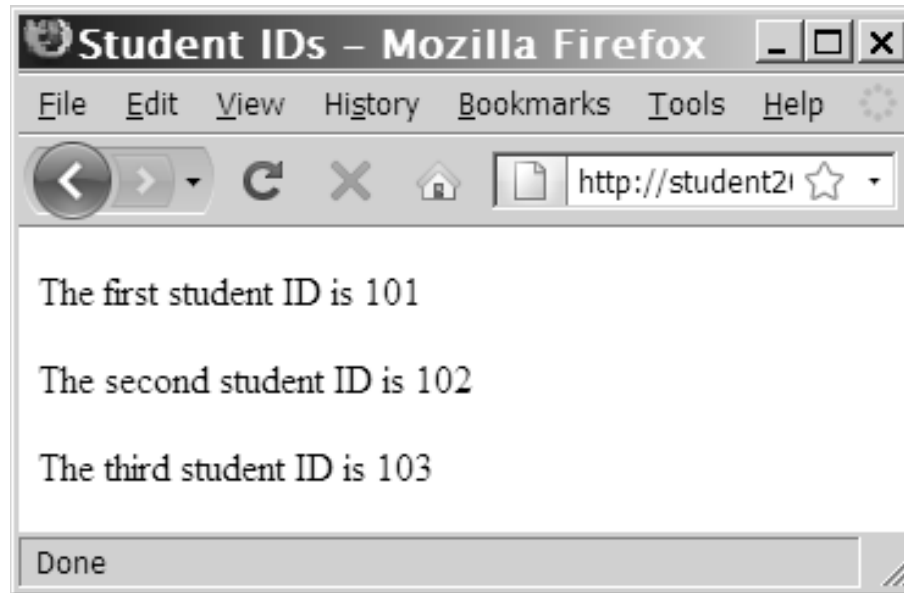 Student IDs – Mozilla Firefox
File Edit View History Bookmarks Tools Help
http://student2
The first student ID is 101
The second student ID is 102
The third student ID is 103
Done